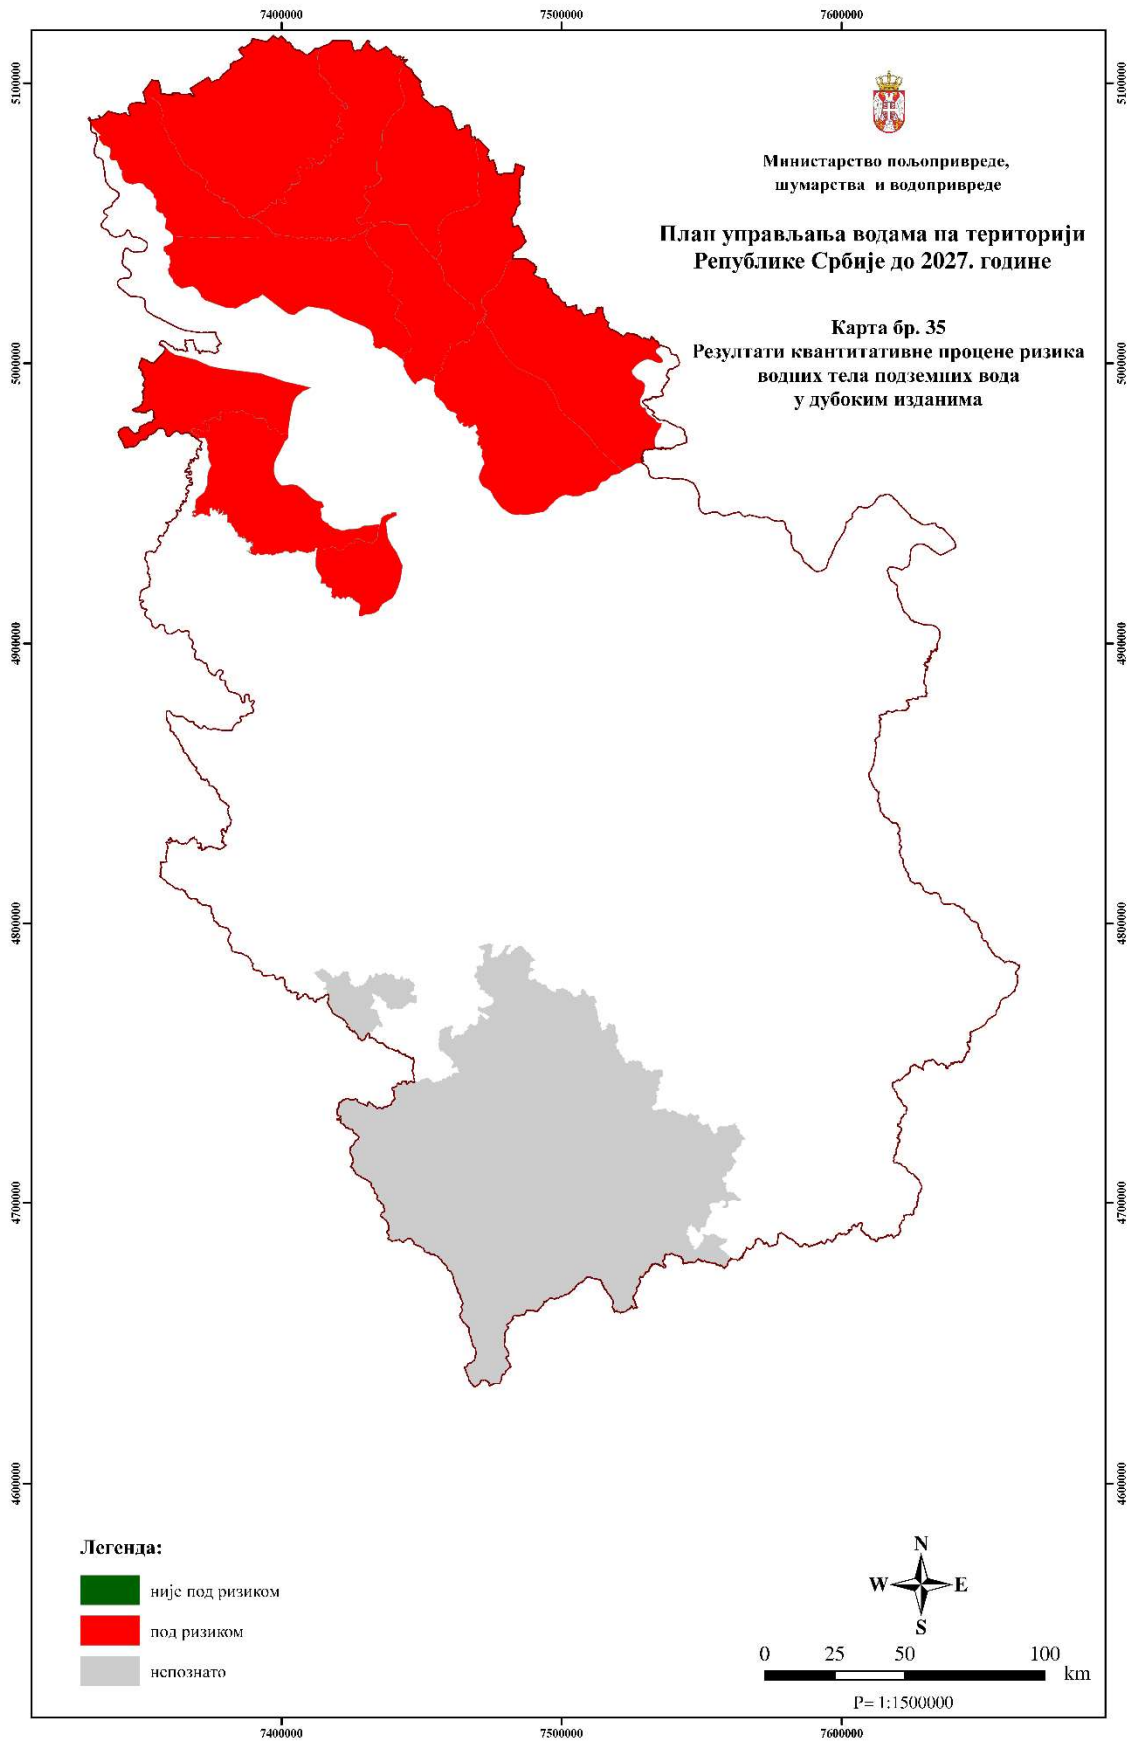 7400000 7500000 7600000
5100000 5100000
Министарство пољопривреде,
шумарства и водопривреде
План управљања водама на територији
Републике Србије до 2027. године
Карта бр. 35
Резултати квантитативне процене ризика
водних тела подземних вода
у дубоким изданима
5000000 5000000
4900000 4900000
4800000 4800000
4700000 4700000
4600000 4600000
Легенда:
није под ризиком
под ризиком
непознато
N
W E
S
0 25 50 100
km
Р= 1:1500000
7400000 7500000 7600000